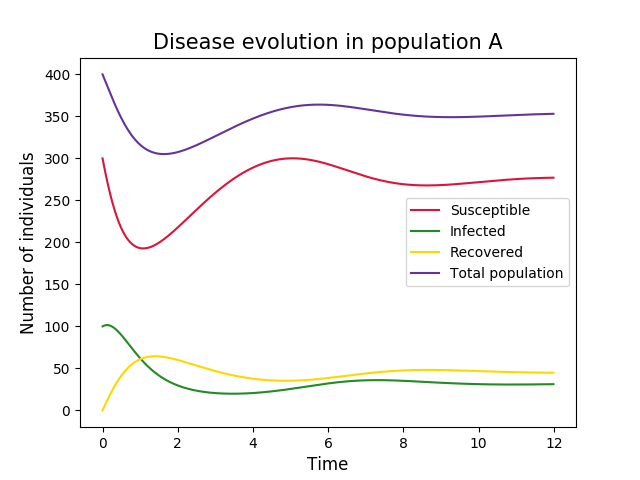 Disease evolution in population A
Number of individuals
400
350
300
250
200
150
100
50
0
Susceptible
Infected
Recovered
Total population
0 2 4 6 8 10 12
Time